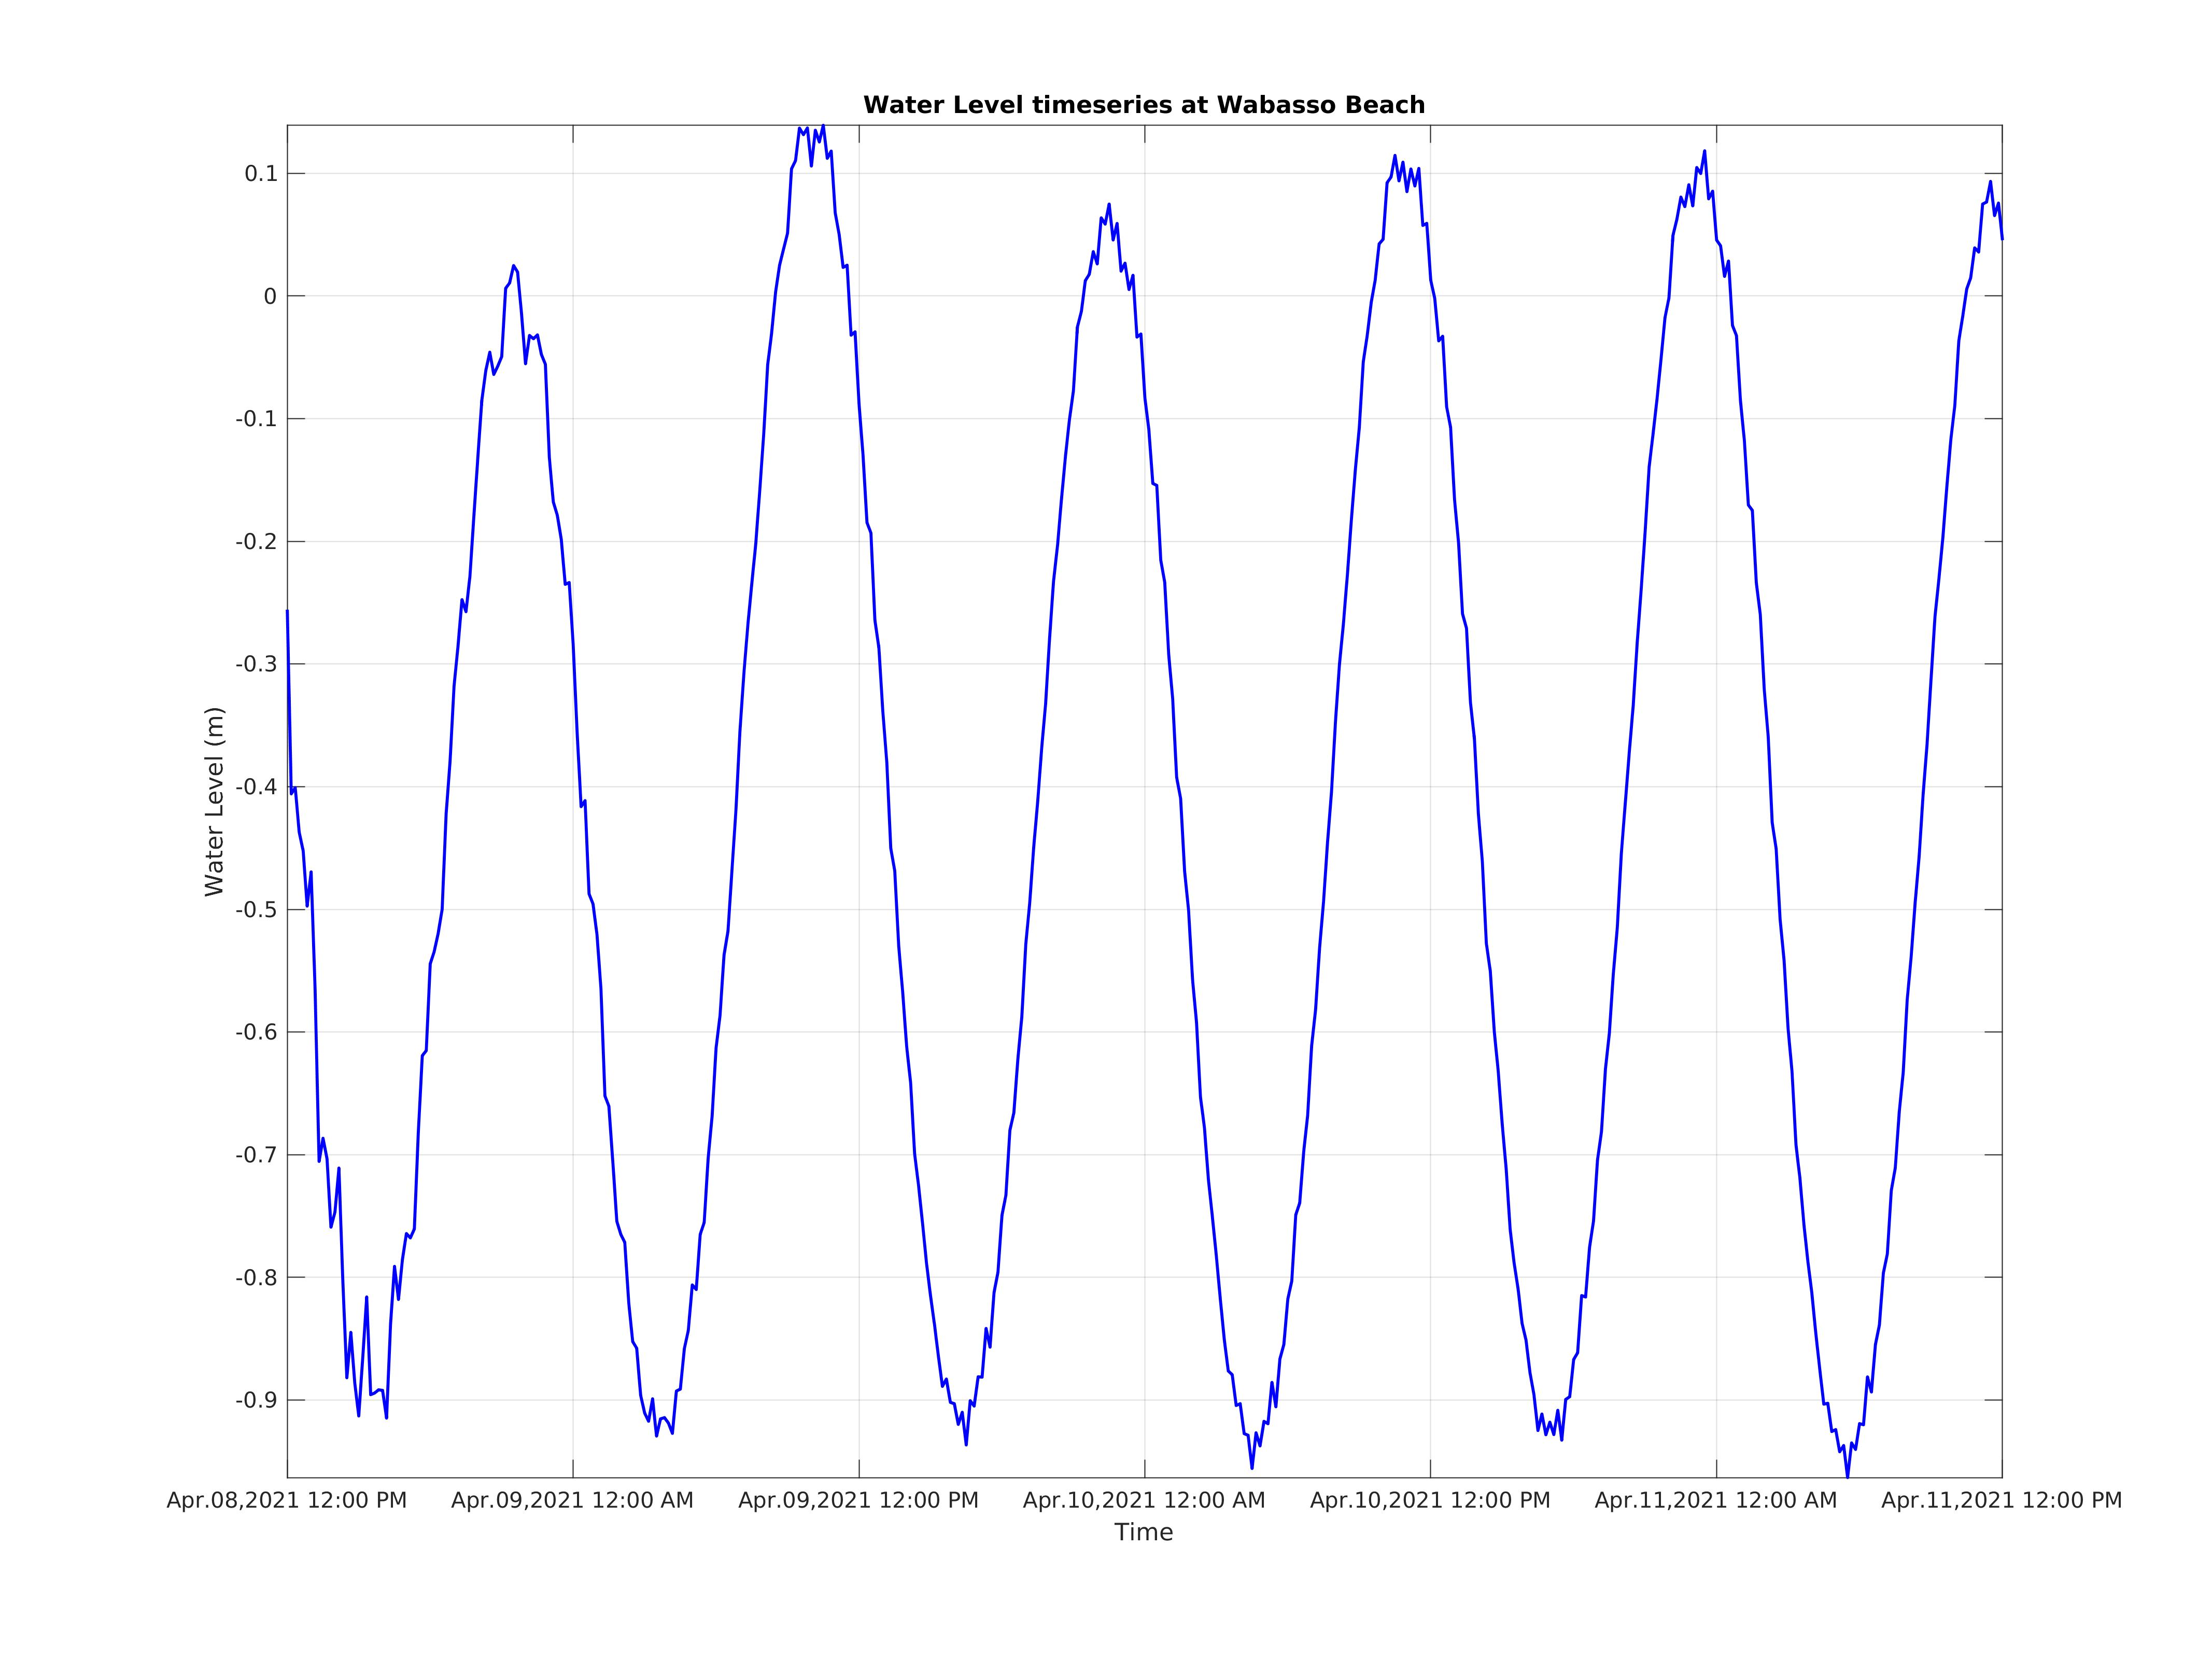 Water Level timeseries at Wabasso Beach
0.1
0
-0.1
-0.2
-0.3
-0.4
-0.5
-0.6
-0.7
-0.8
-0.9
Water Level (m)
Apr.08,2021 12:00 PM
Apr.09,2021 12:00 AM
Apr.09,2021 12:00 PM
Apr.10,2021 12:00 AM
Apr.10,2021 12:00 PM
Apr.11,2021 12:00 AM
Apr.11,2021 12:00 PM
Time